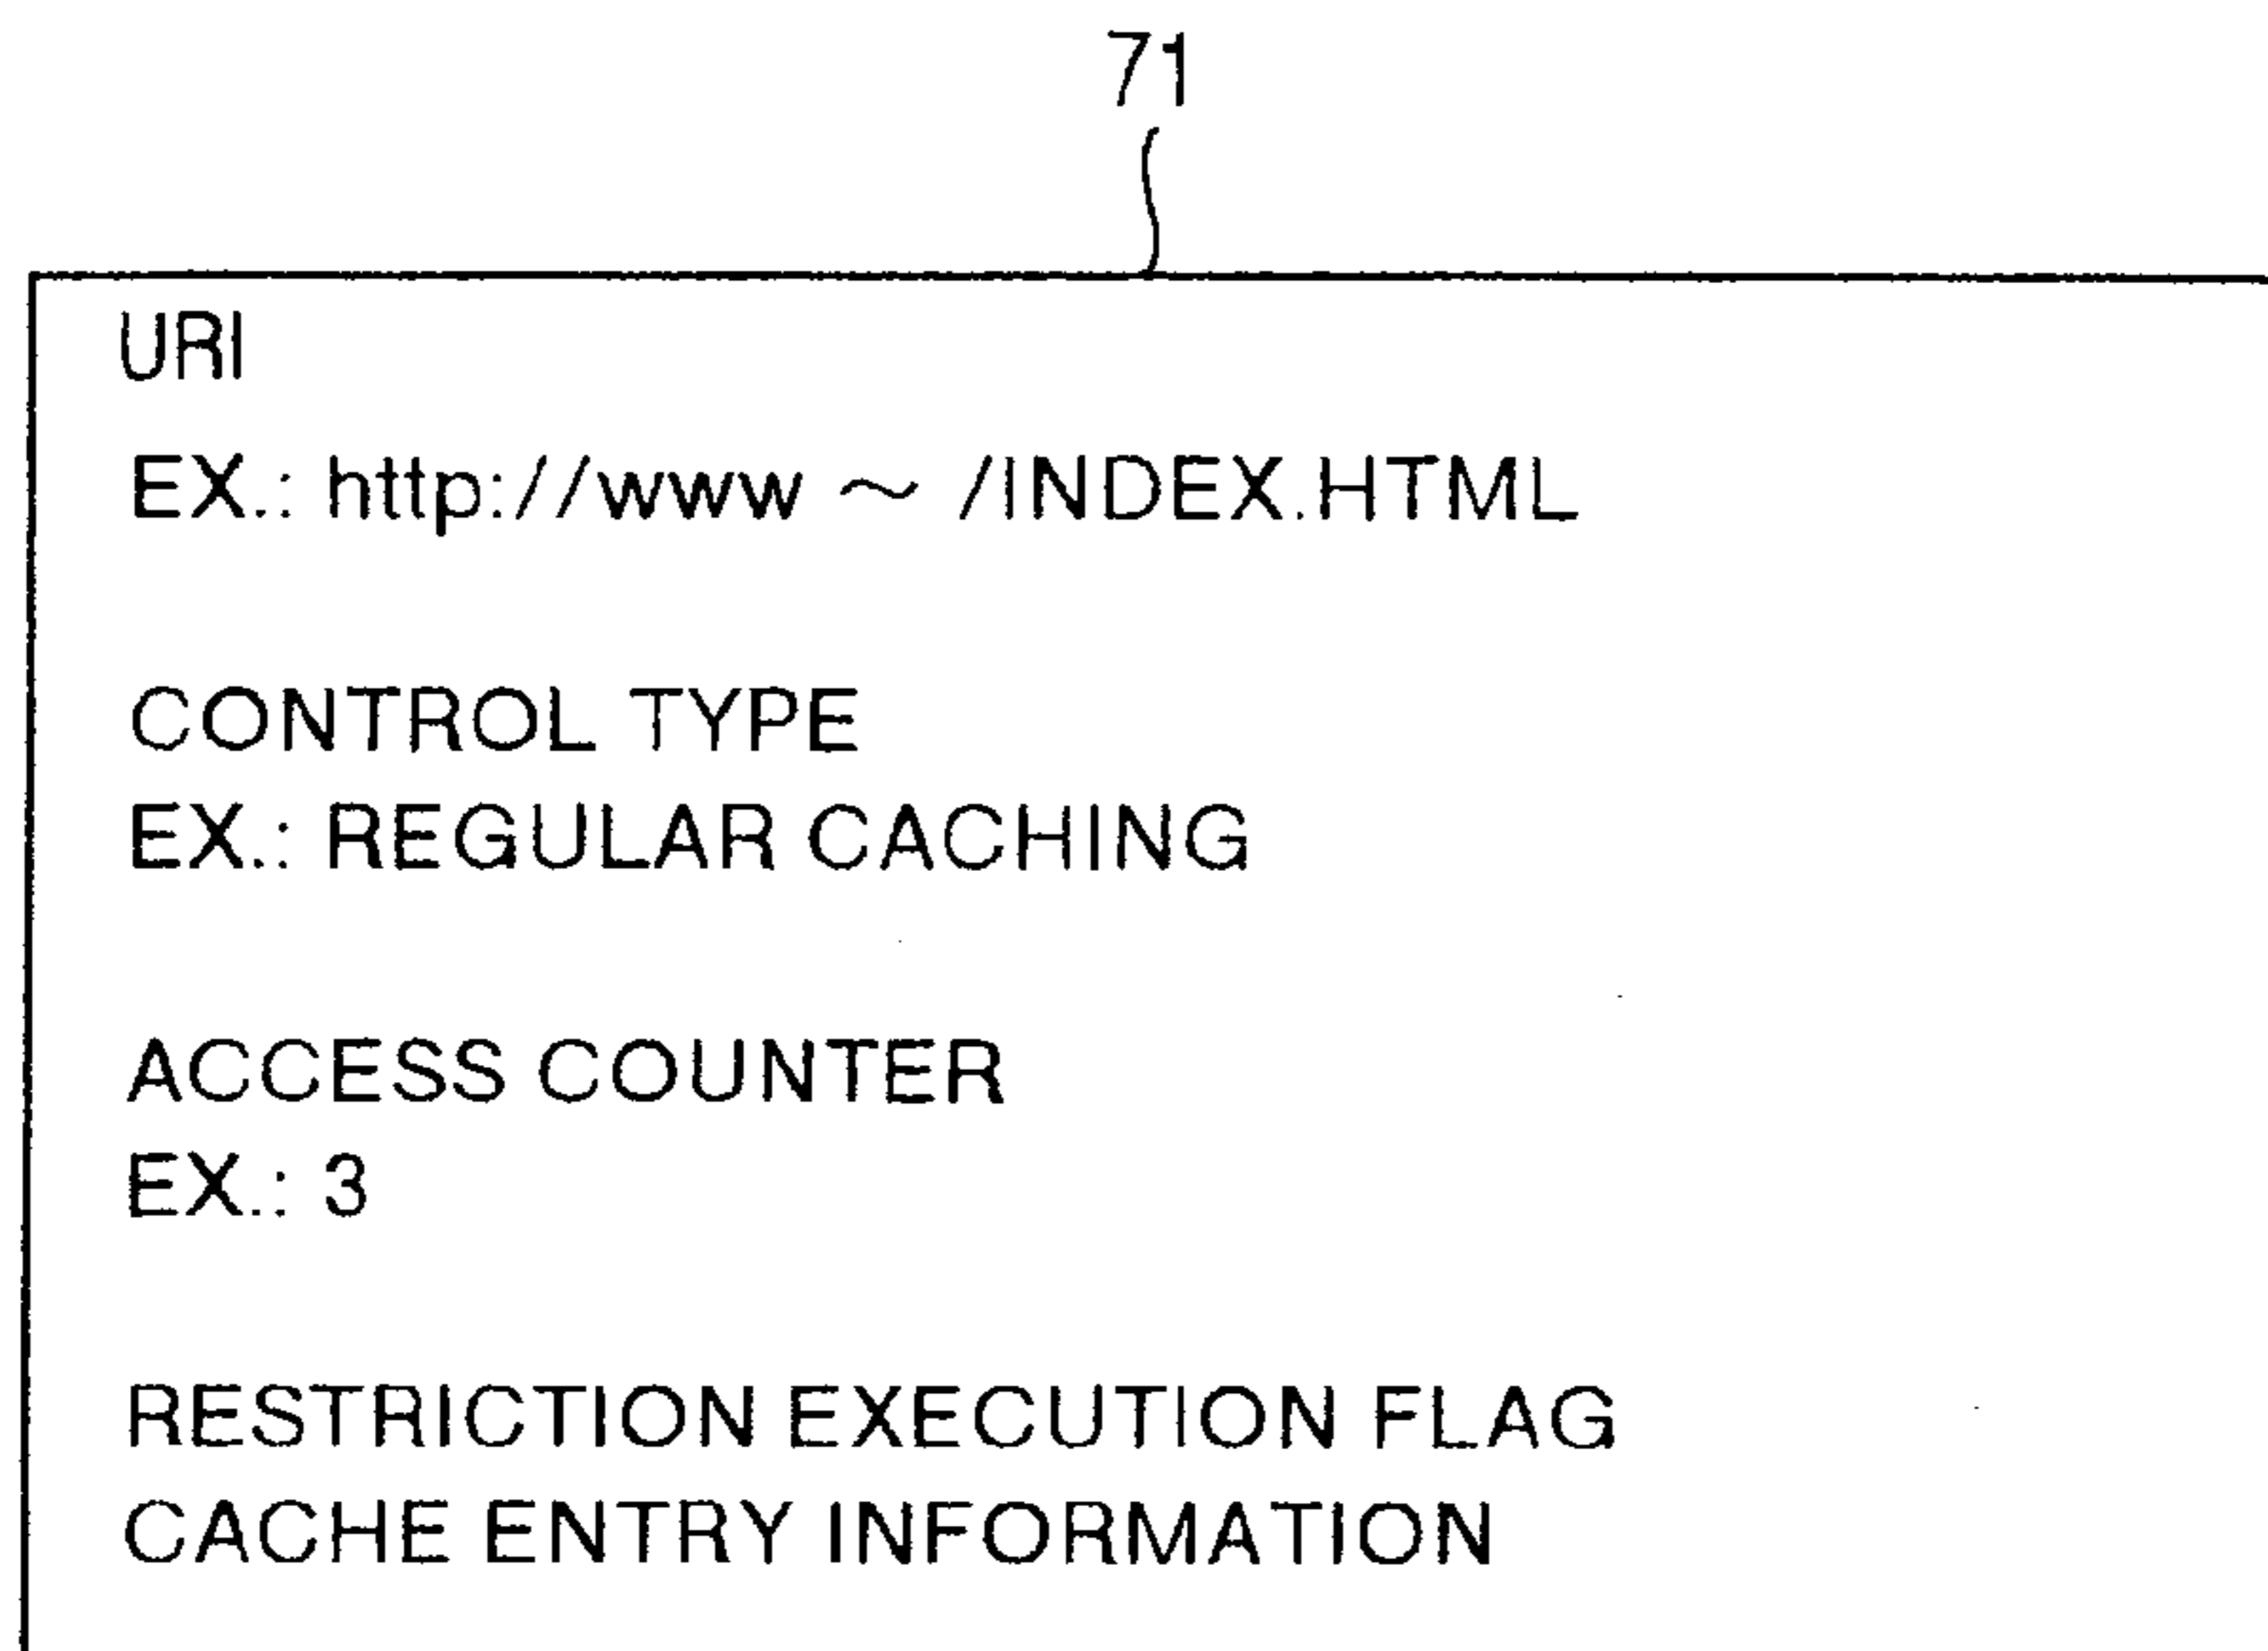 71
URI
EX.: http://www ~ /INDEX.HTML
CONTROL TYPE
EX.: REGULAR CACHING
ACCESS COUNTER
EX.: 3
RESTRICTION EXECUTION FLAG
CACHE ENTRY INFORMATION